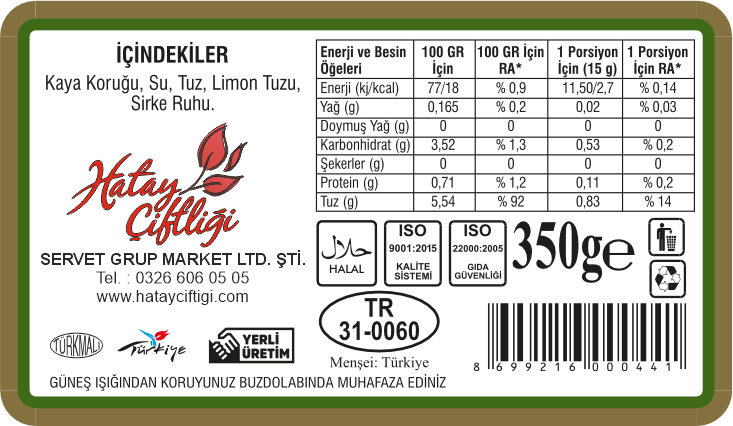 İÇİNDEKİLER
Kaya Koruğu, Su, Tuz, Limon Tuzu,
Sirke Ruhu.
Hatay
Çiftliği
SERVET GRUP MARKET LTD. ŞTİ.
Tel. : 0326 606 05 05
www.hatayciftigi.com
TÜRKMALI
Türkiye
YERLİ
ÜRETİM
GÜNEŞ IŞIĞINDAN KORUYUNUZ BUZDOLABINDA MUHAFAZA EDİNİZ
Enerji ve Besin Öğeleri 100 GR İçin 100 GR İçin RA* 1 Porsiyon İçin (15 g) 1 Porsiyon İçin RA*
Enerji (kj/kcal) 77/18 % 0,9 11,50/2,7 % 0,14
Yağ (g) 0,165 % 0,2 0,02 % 0,03
Doymuş Yağ (g) 0 0 0 0
Karbonhidrat (g) 3,52 % 1,3 0,53 % 0,2
Şekerler (g) 0 0 0 0
Protein (g) 0,71 % 1,2 0,11 % 0,2
Tuz (g) 5,54 % 92 0,83 % 14
حلال
HALAL
ISO
9001:2015
KALİTE
SİSTEMİ
ISO
22000:2005
GIDA
GÜVENLİĞİ
350g℮
TR
31-0060
Menşei: Türkiye
8 699216 000441